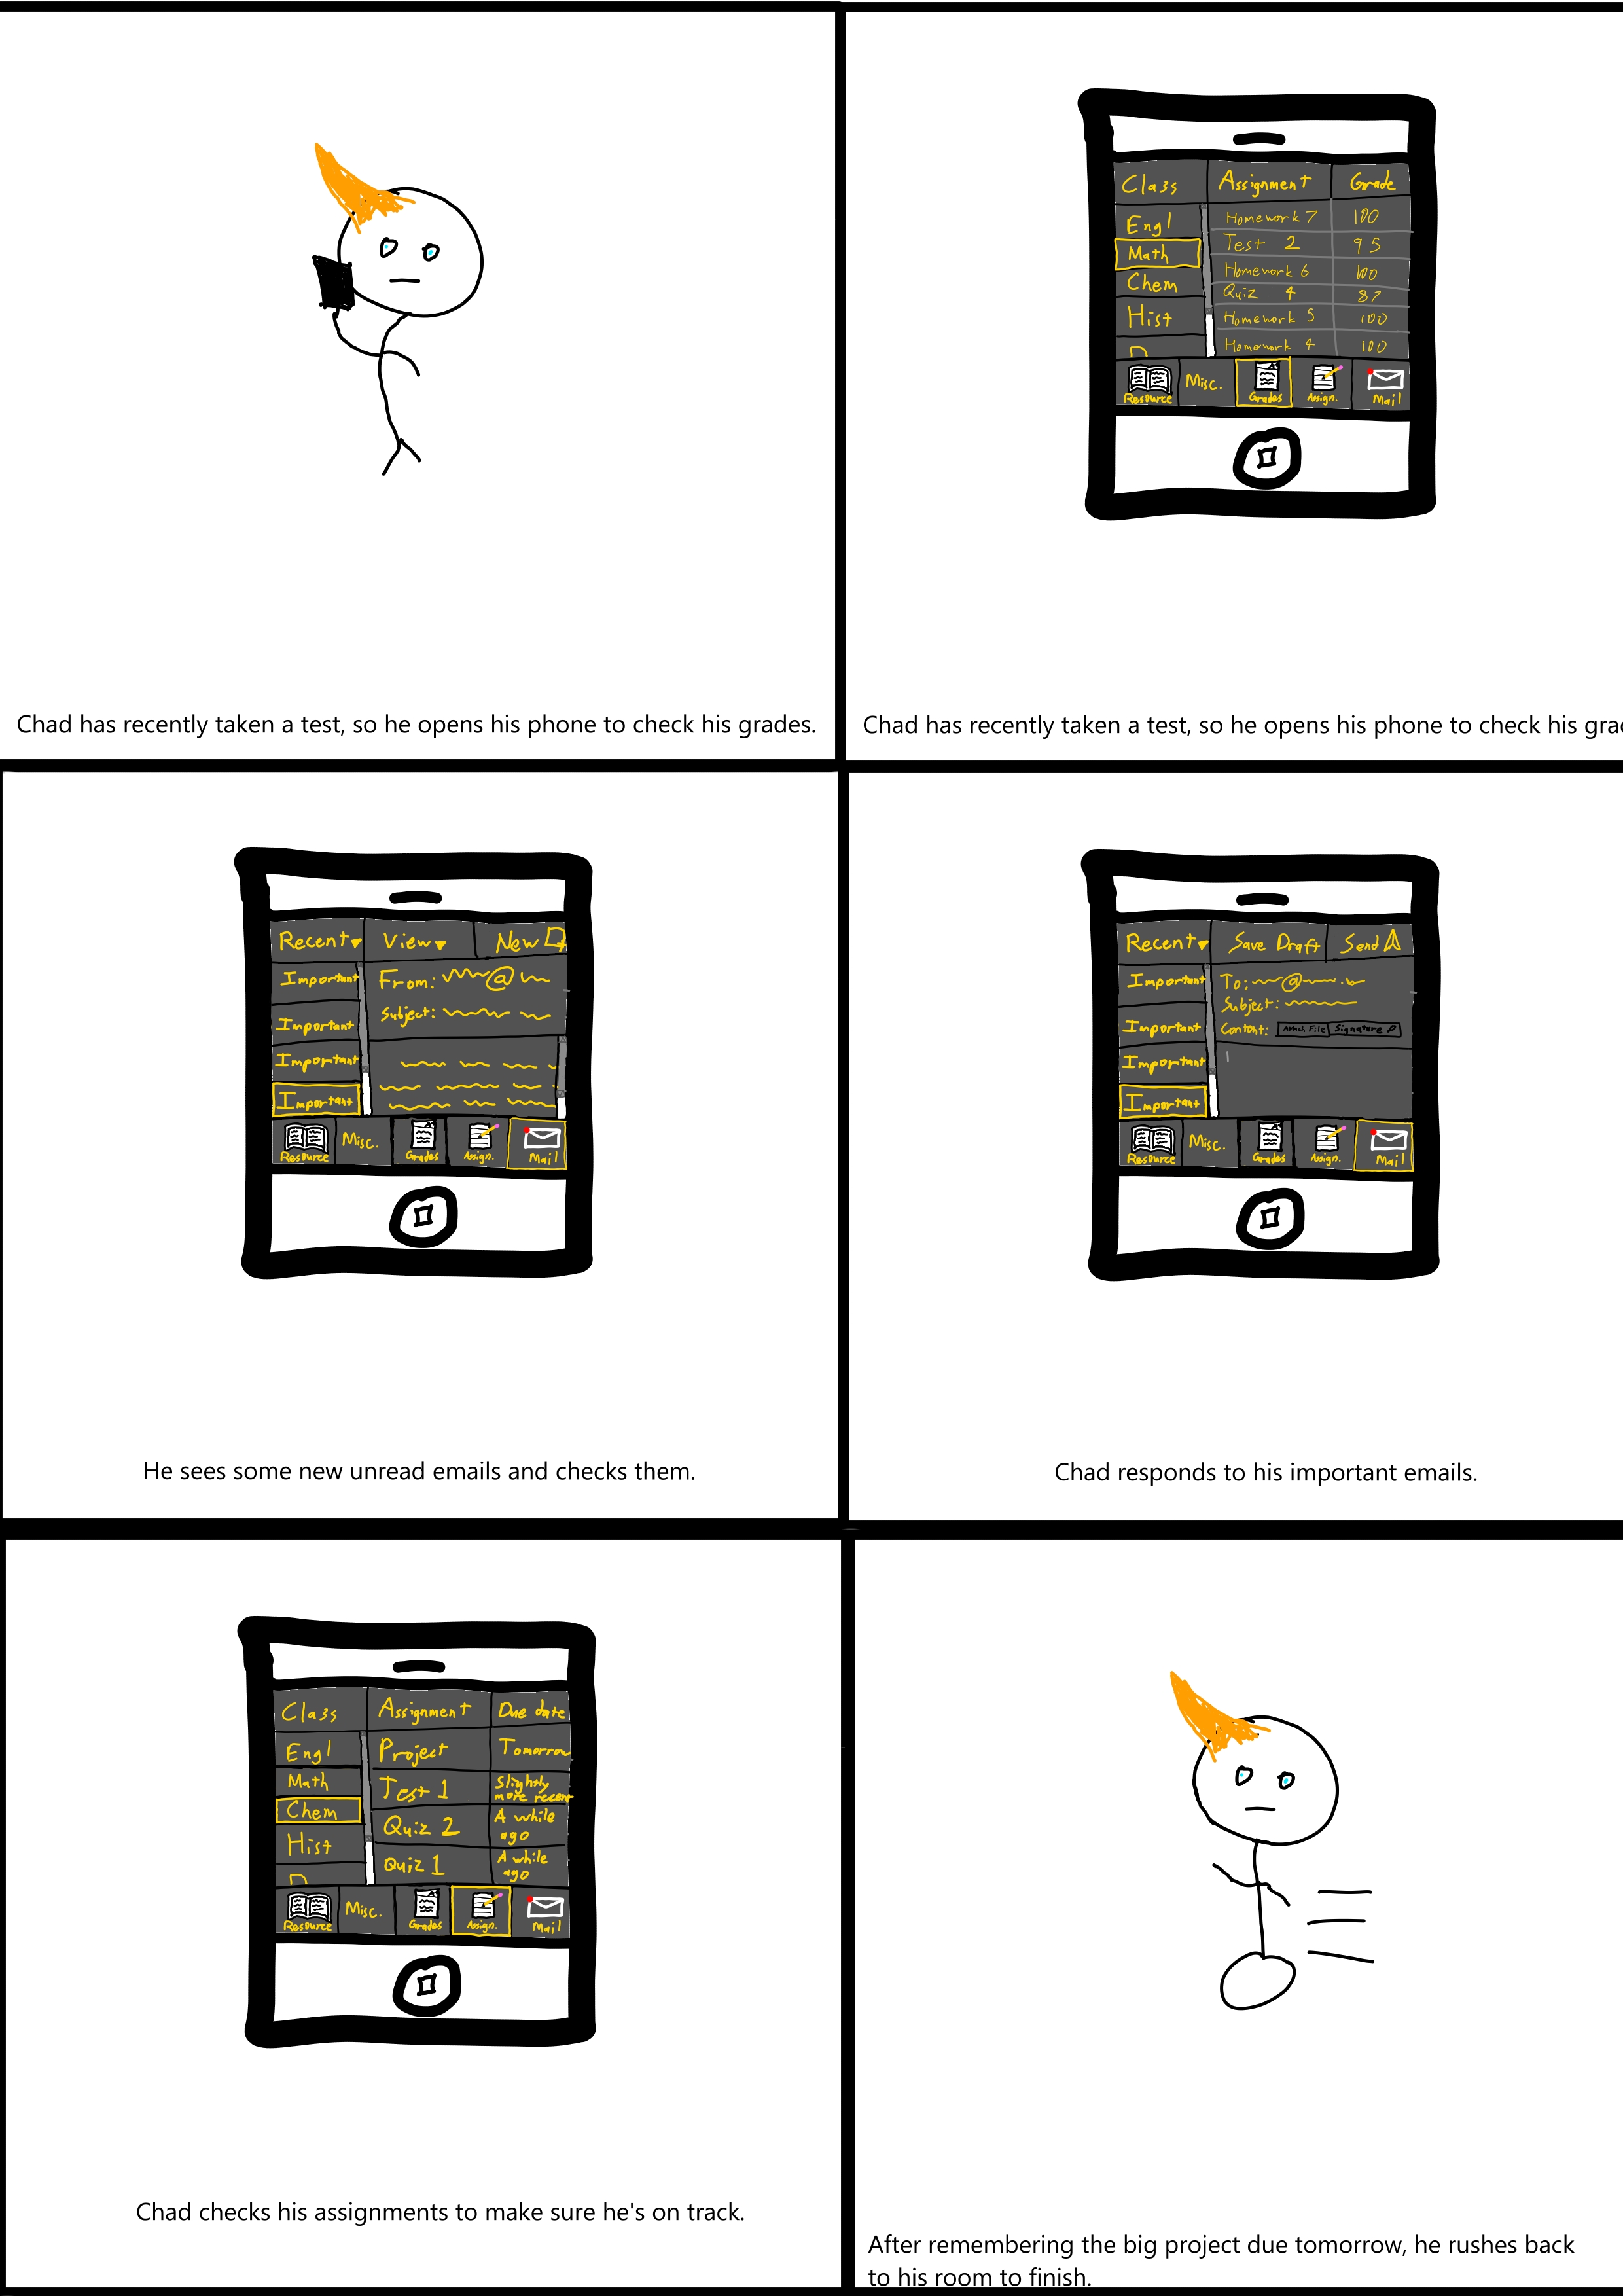 Class Assignment Grade
Engl Homework 7 100
Math Test 2 95
Chem Homework 6 100
Quiz 4 87
Hist Homework 5 100
Homework 4 100
Resource Misc. Grades Assign. Mail
Chad has recently taken a test, so he opens his phone to check his grades.
Chad has recently taken a test, so he opens his phone to check his gra
Recent View New
Important From: @
Important Subject:
Important
Important
Resource Misc. Grades Assign. Mail
He sees some new unread emails and checks them.
Recent Save Draft Send
Important To: @
Subject:
Important Content: Attach File Signature
Important
Important
Resource Misc. Grades Assign. Mail
Chad responds to his important emails.
Class Assignment Due date
Engl Project Tomorrow
Math Test 1 Slightly more recent
Chem Quiz 2 A while ago
Hist Quiz 1 A while ago
Resource Misc. Grades Assign. Mail
Chad checks his assignments to make sure he's on track.
After remembering the big project due tomorrow, he rushes back
to his room to finish.